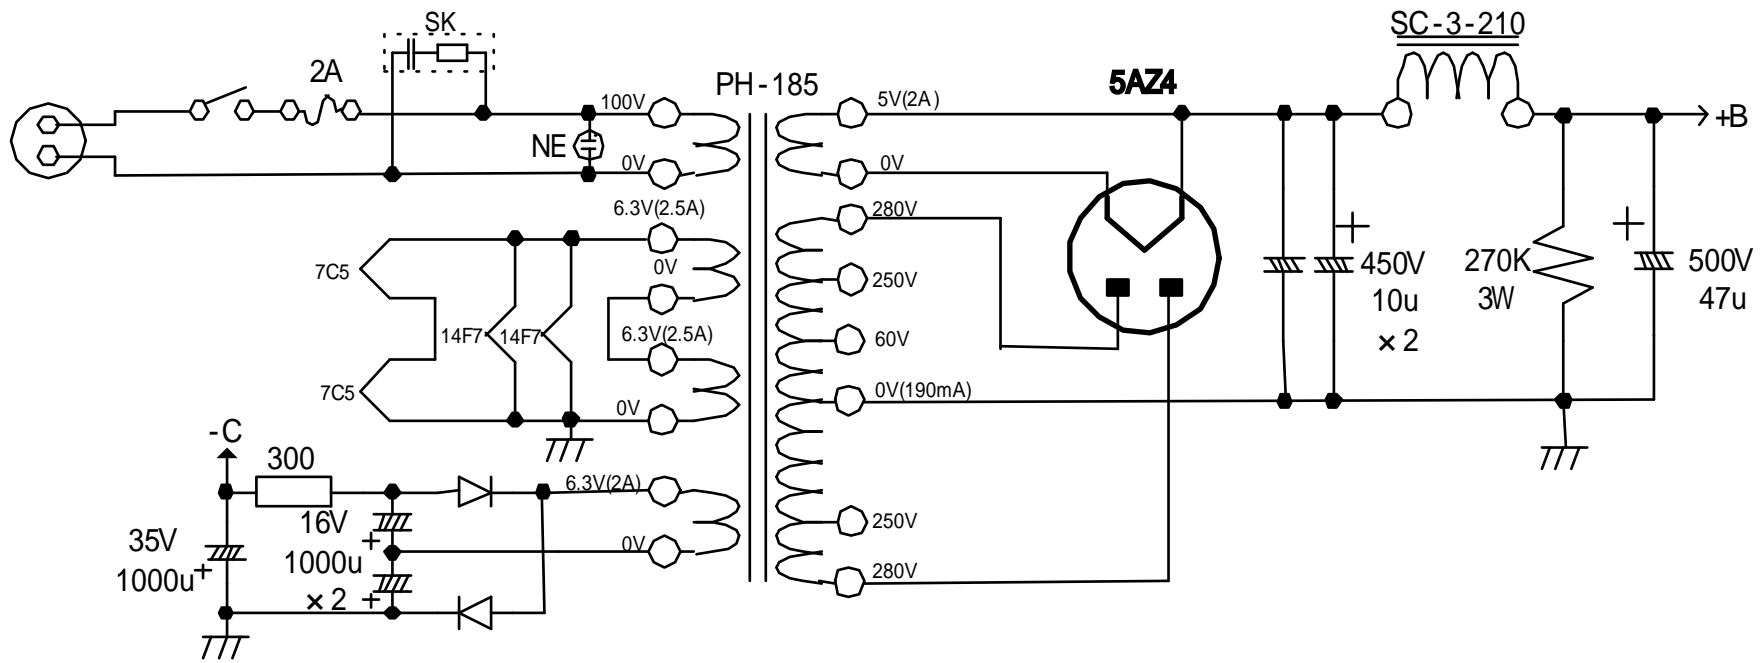 SK
SC-3-210
2A
PH-185
5AZ4
100V
5V(2A)
+B
NE
0V
0V
6.3V(2.5A)
280V
7C5
0V
250V
450V
10u
×2
270K
3W
500V
47u
14F7
14F7
6.3V(2.5A)
60V
7C5
0V
0V(190mA)
-C
300
6.3V(2A)
16V
1000u
×2
35V
1000u
0V
250V
280V
+
+
+
+
+